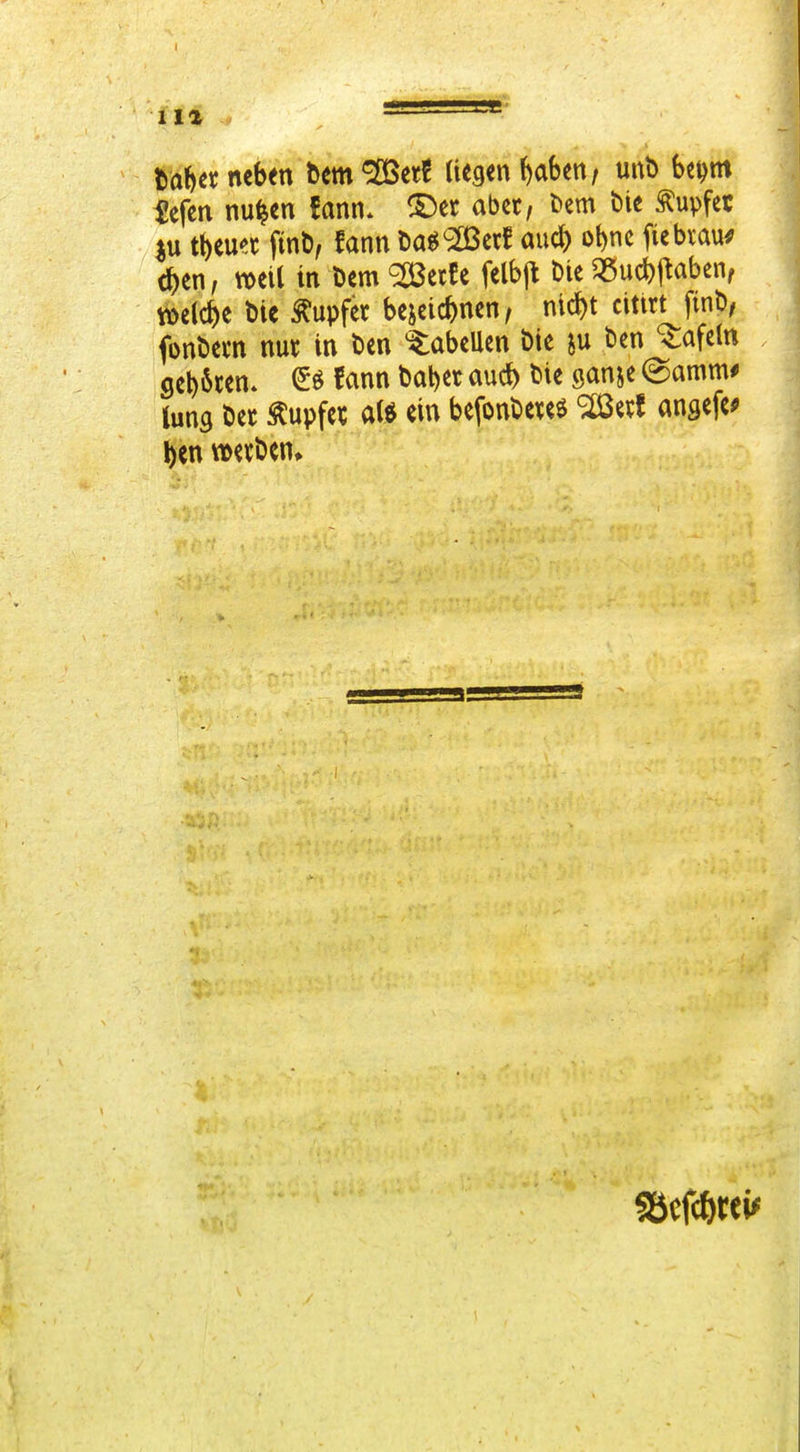 112
daher neben dem Werk liegen haben, und beym
Lesen nutzen kann. Der aber, dem die Kupfer
zu theuer sind, kann das Werk auch ohne sie brau-
chen, weil in dem Werke selbst die Buchstaben,
welche die Kupfer bezeichnen, nicht citirt sind,
sondern nur in den Tabellen die zu den Tafeln
gehören. Es kann daher auch die ganze Samm-
lung der Kupfer als ein besonderes Werk angese-
hen werden.
Beschrei-